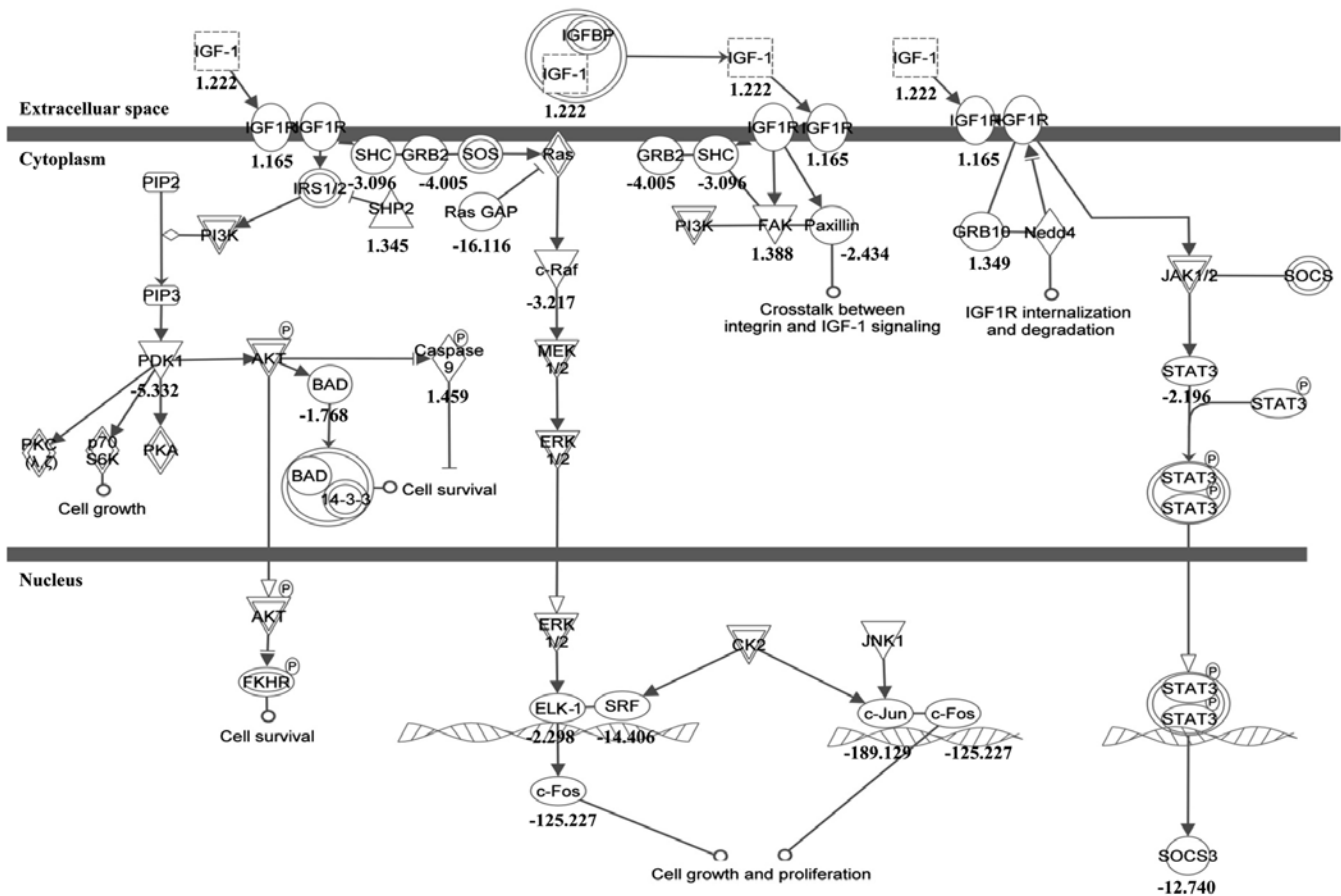 IGF-1
1.222
IGFBP
IGF-1
1.222
IGF-1
1.222
IGF-1
1.222
Extracelluar space
IGF1R
IGF1R
1.165
IGF1R
IGF1R
1.165
IGF1R
IGF1R
1.165
Cytoplasm
SHC
-3.096
GRB2
-4.005
SOS
Ras
GRB2
-4.005
SHC
-3.096
PIP2
IRS1/2
SHP2
1.345
Ras GAP
-16.116
PI3K
PI3K
FAK
1.388
Paxillin
-2.434
GRB10
1.349
Nedd4
c-Raf
-3.217
JAK1/2
SOCS
PIP3
Crosstalk between
integrin and IGF-1 signaling
IGF1R internalization
and degradation
PDK1
-5.332
P
AKT
P
Caspase
9
1.459
MEK
1/2
BAD
-1.768
STAT3
-2.196
P
STAT3
PKC
(λ,ζ)
p70
S6K
PKA
ERK
1/2
BAD
14-3-3
Cell survival
Cell growth
P
STAT3
P
STAT3
Nucleus
P
AKT
ERK
1/2
CK2
JNK1
P
FKHR
Cell survival
ELK-1
-2.298
SRF
-14.406
c-Jun
-189.129
c-Fos
-125.227
P
STAT3
P
STAT3
c-Fos
-125.227
Cell growth and proliferation
SOCS3
-12.740